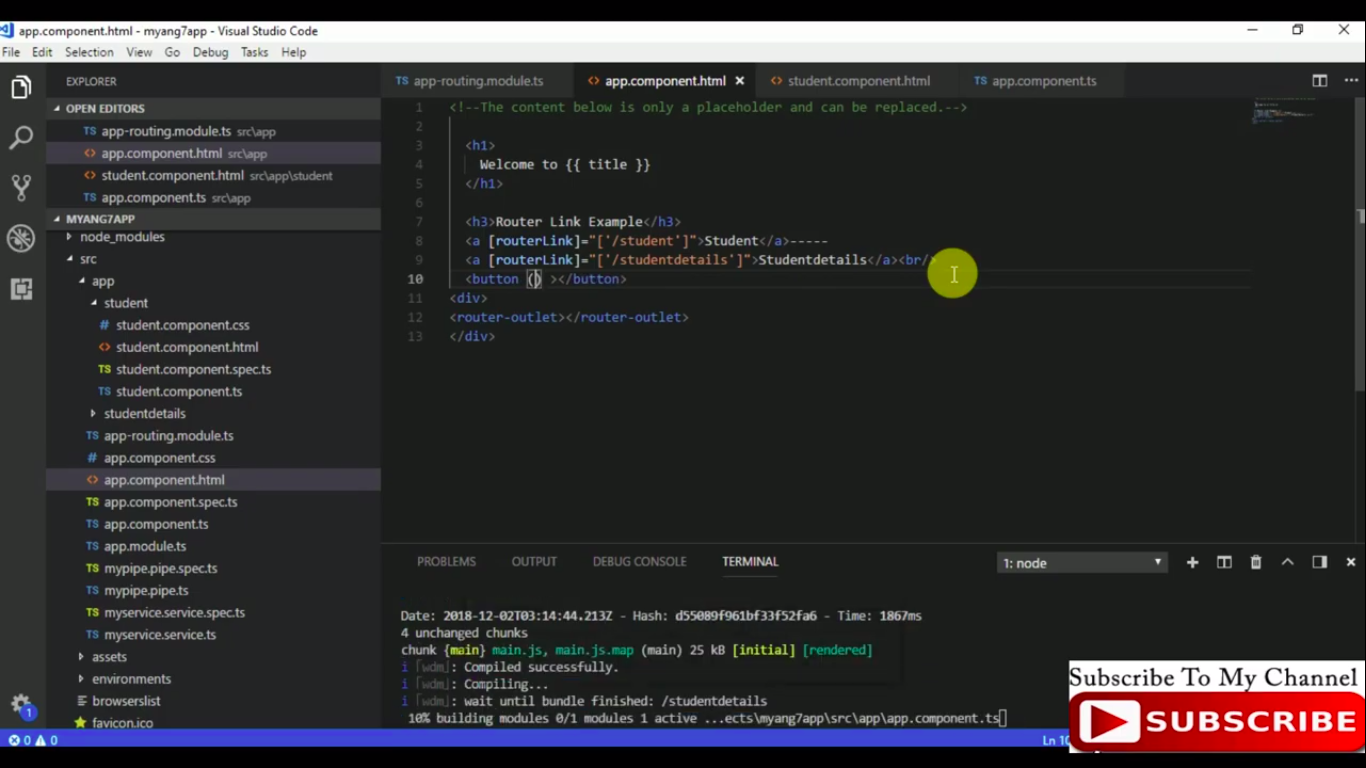 app.component.html - myang7app - Visual Studio Code
File Edit Selection View Go Debug Tasks Help
EXPLORER
OPEN EDITORS
TS app-routing.module.ts src\app
<> app.component.html src\app
<> student.component.html src\app\student
TS app.component.ts src\app
MYANG7APP
node_modules
src
app
student
# student.component.css
<> student.component.html
TS student.component.spec.ts
TS student.component.ts
studentdetails
TS app-routing.module.ts
# app.component.css
<> app.component.html
TS app.component.spec.ts
TS app.component.ts
TS app.module.ts
TS mypipe.pipe.spec.ts
TS mypipe.pipe.ts
TS myservice.service.spec.ts
TS myservice.service.ts
assets
environments
browserslist
favicon.ico
1
0 0
TS app-routing.module.ts <> app.component.html × <> student.component.html TS app.component.ts
1 <!--The content below is only a placeholder and can be replaced.-->
2
3 <h1>
4 Welcome to {{ title }}
5 </h1>
6
7 <h3>Router Link Example</h3>
8 <a [routerLink]="['/student']">Student</a>-----
9 <a [routerLink]="['/studentdetails']">Studentdetails</a><br/>
10 <button () ></button>
11 <div>
12 <router-outlet></router-outlet>
13 </div>
PROBLEMS OUTPUT DEBUG CONSOLE TERMINAL 1: node
Date: 2018-12-02T03:14:44.213Z - Hash: d55089f961bf33f52fa6 - Time: 1867ms
4 unchanged chunks
chunk {main} main.js, main.js.map (main) 25 kB [initial] [rendered]
i ｢wdm｣: Compiled successfully.
i ｢wdm｣: Compiling...
i ｢wdm｣: wait until bundle finished: /studentdetails
10% building modules 0/1 modules 1 active ...ects\myang7app\src\app\app.component.ts
Subscribe To My Channel
SUBSCRIBE